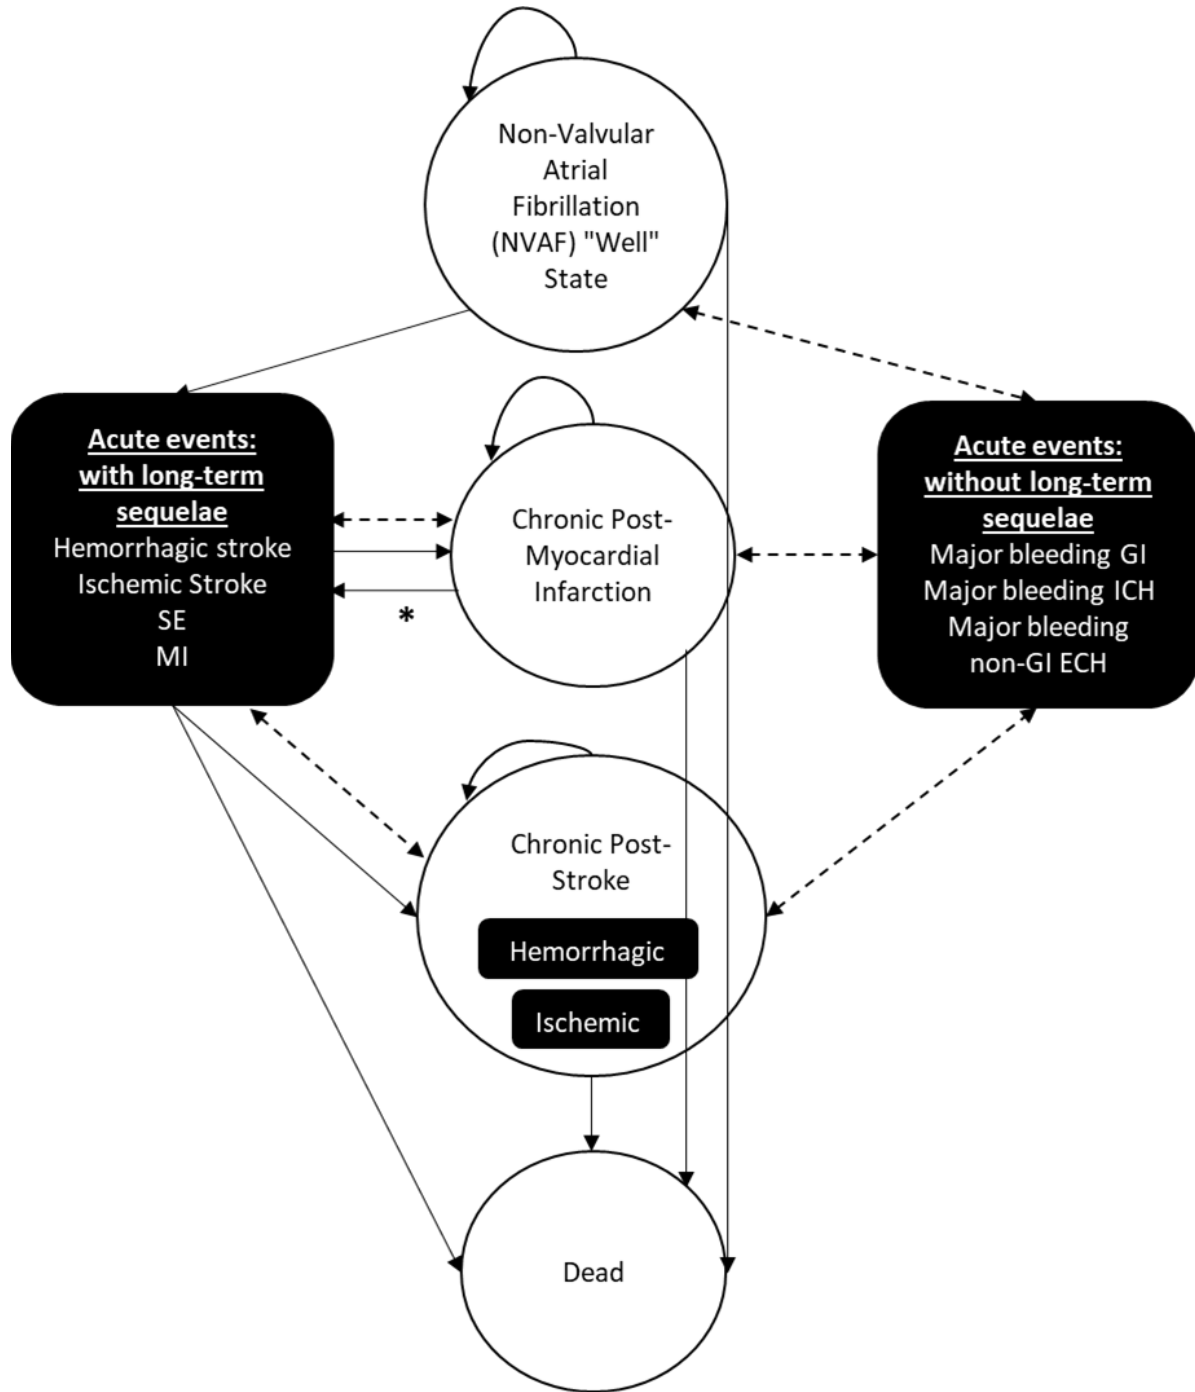 Non-Valvular
Atrial
Fibrillation
(NVAF) "Well"
State
Acute events:
with long-term
sequelae
Hemorrhagic stroke
Ischemic Stroke
SE
MI
*
Chronic Post-
Myocardial
Infarction
Acute events:
without long-term
sequelae
Major bleeding GI
Major bleeding ICH
Major bleeding
non-GI ECH
Chronic Post-
Stroke
Hemorrhagic
Ischemic
Dead